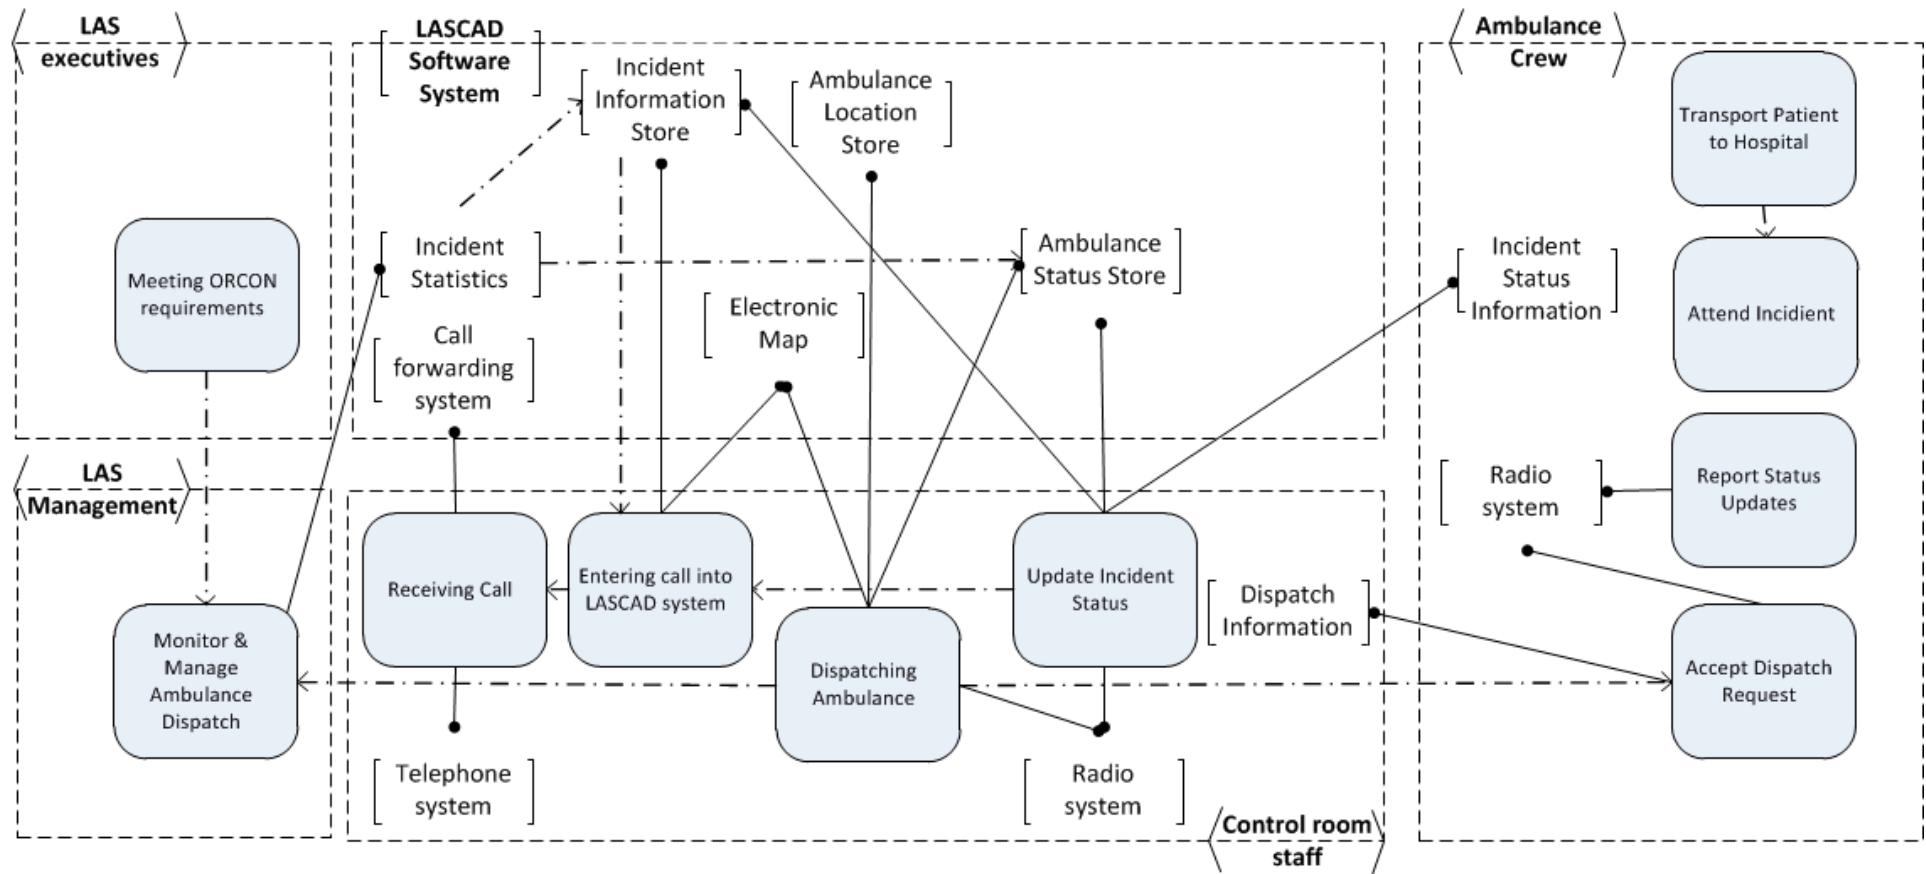 LAS
executives
LASCAD
Software
System
Incident
Information
Store
Ambulance
Location
Store
Ambulance
Crew
Transport Patient
to Hospital
Meeting ORCON
requirements
Incident
Statistics
Ambulance
Status Store
Incident
Status
Information
Attend Incidient
Electronic
Map
Call
forwarding
system
LAS
Management
Radio
system
Report Status
Updates
Receiving Call
Entering call into
LASCAD system
Update Incident
Status
Dispatch
Information
Monitor &
Manage
Ambulance
Dispatch
Dispatching
Ambulance
Accept Dispatch
Request
Telephone
system
Radio
system
Control room
staff